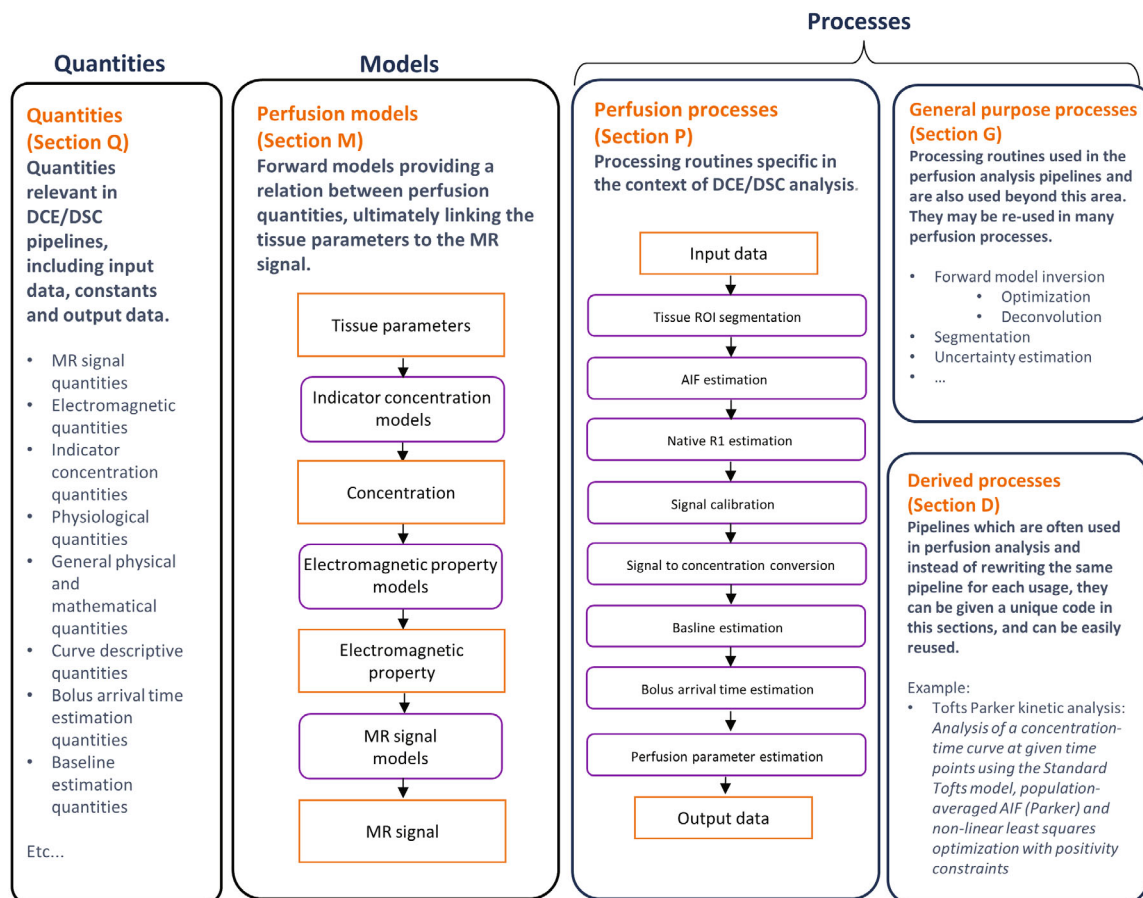 Processes
Quantities
Models
Quantities
(Section Q)
Quantities
relevant in
DCE/DSC
pipelines,
including input
data, constants
and output data.
• MR signal
quantities
• Electromagnetic
quantities
• Indicator
concentration
quantities
• Physiological
quantities
• General physical
and
mathematical
quantities
• Curve descriptive
quantities
• Bolus arrival time
estimation
quantities
• Baseline
estimation
quantities
Etc...
Perfusion models
(Section M)
Forward models providing a
relation between perfusion
quantities, ultimately linking the
tissue parameters to the MR
signal.
Tissue parameters
Indicator concentration
models
Concentration
Electromagnetic property
models
Electromagnetic
property
MR signal
models
MR signal
Perfusion processes
(Section P)
Processing routines specific in
the context of DCE/DSC analysis.
Input data
Tissue ROI segmentation
AIF estimation
Native R1 estimation
Signal calibration
Signal to concentration conversion
Basline estimation
Bolus arrival time estimation
Perfusion parameter estimation
Output data
General purpose processes
(Section G)
Processing routines used in the
perfusion analysis pipelines and
are also used beyond this area.
They may be re-used in many
perfusion processes.
• Forward model inversion
• Optimization
• Deconvolution
• Segmentation
• Uncertainty estimation
• ...
Derived processes
(Section D)
Pipelines which are often used
in perfusion analysis and
instead of rewriting the same
pipeline for each usage, they
can be given a unique code in
this sections, and can be easily
reused.
Example:
• Tofts Parker kinetic analysis:
Analysis of a concentration-
time curve at given time
points using the Standard
Tofts model, population-
averaged AIF (Parker) and
non-linear least squares
optimization with positivity
constraints